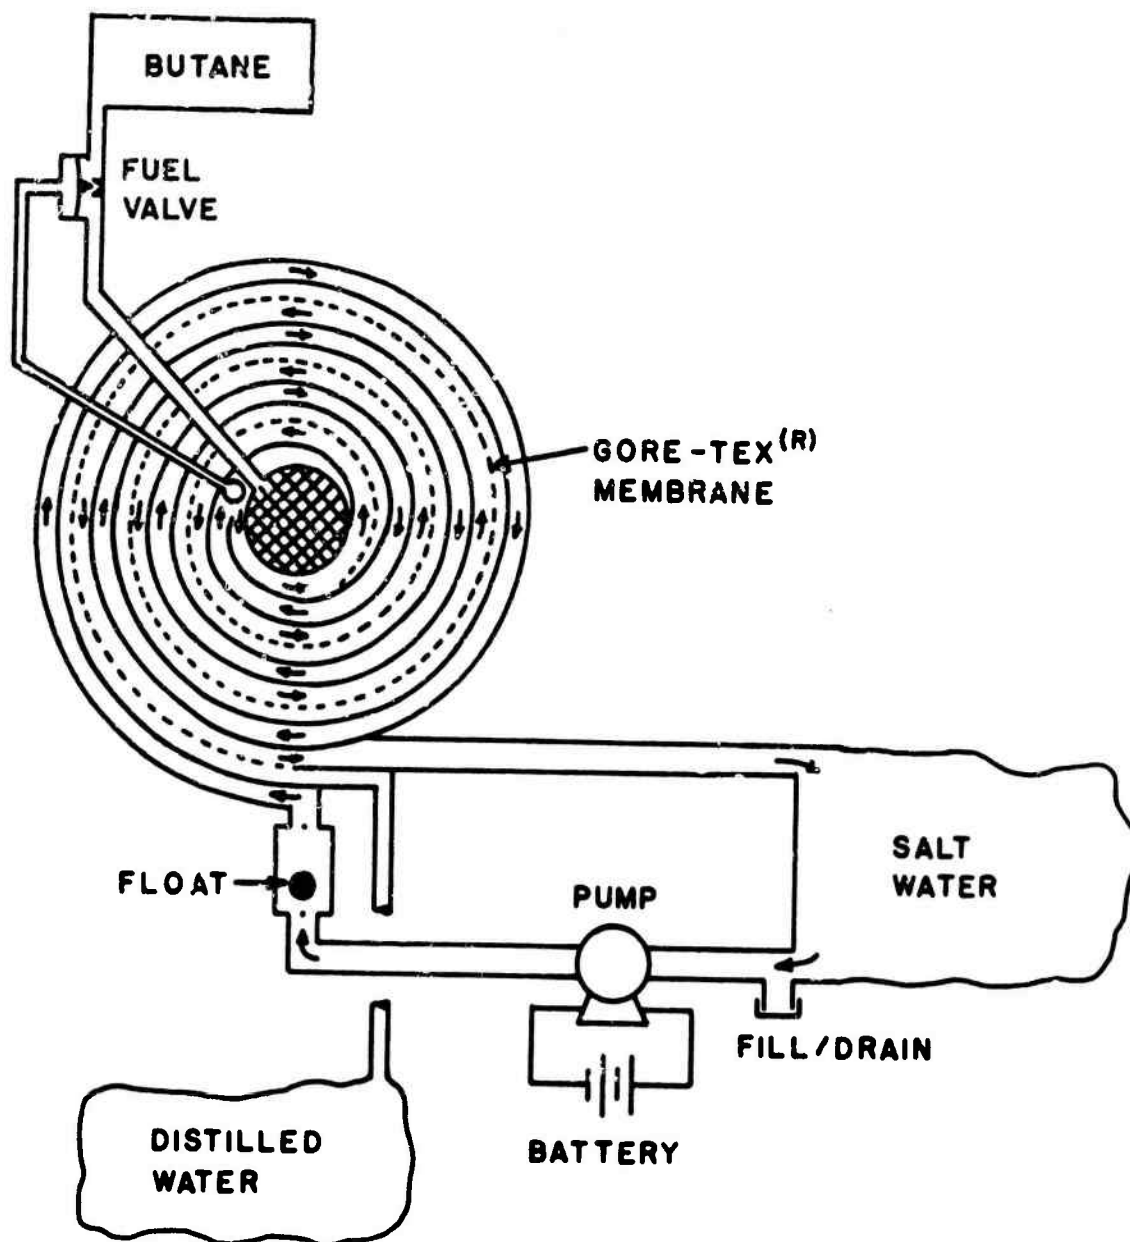 BUTANE
FUEL
VALVE
GORE-TEX(R)
MEMBRANE
SALT
WATER
FLOAT
PUMP
FILL/DRAIN
BATTERY
DISTILLED
WATER